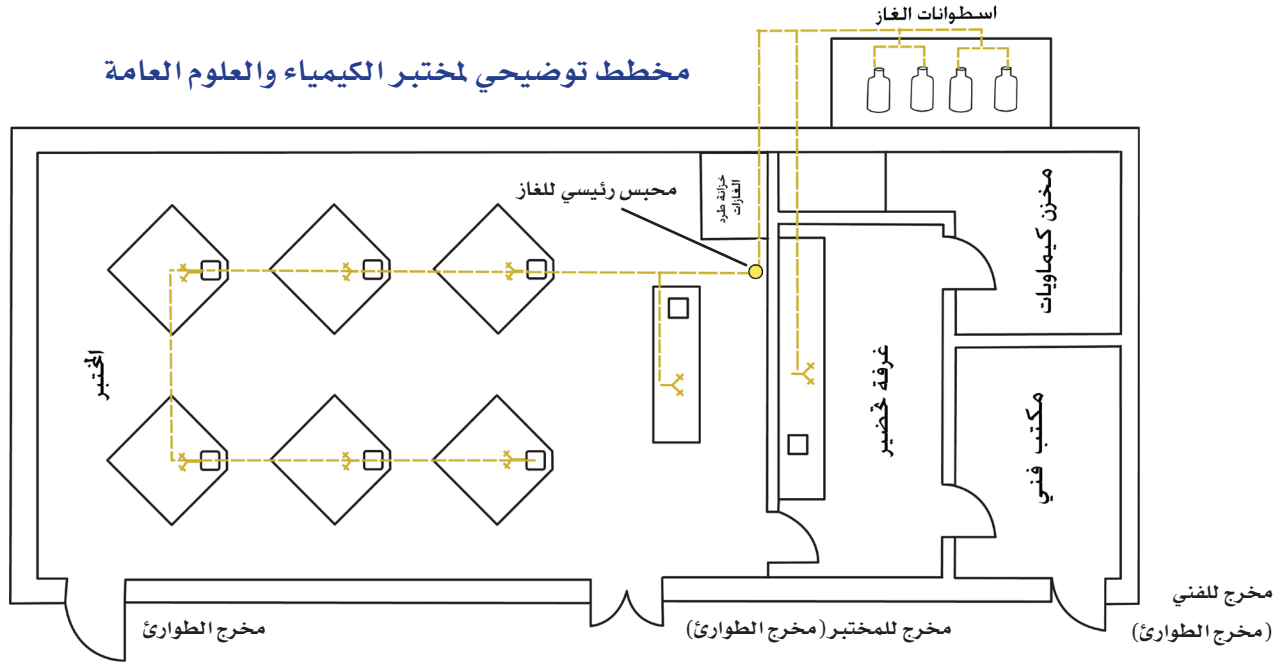 اسطوانات الغاز
مخطط توضيحي لمختبر الكيمياء والعلوم العامة
خزانة طرد
الغازات
محبس رئيسي للغاز
مخزن كيماويات
المختبر
غرفة تحضير
مكتب فني
مخرج للفني
(مخرج الطوارئ)
مخرج للمختبر (مخرج الطوارئ)
مخرج الطوارئ